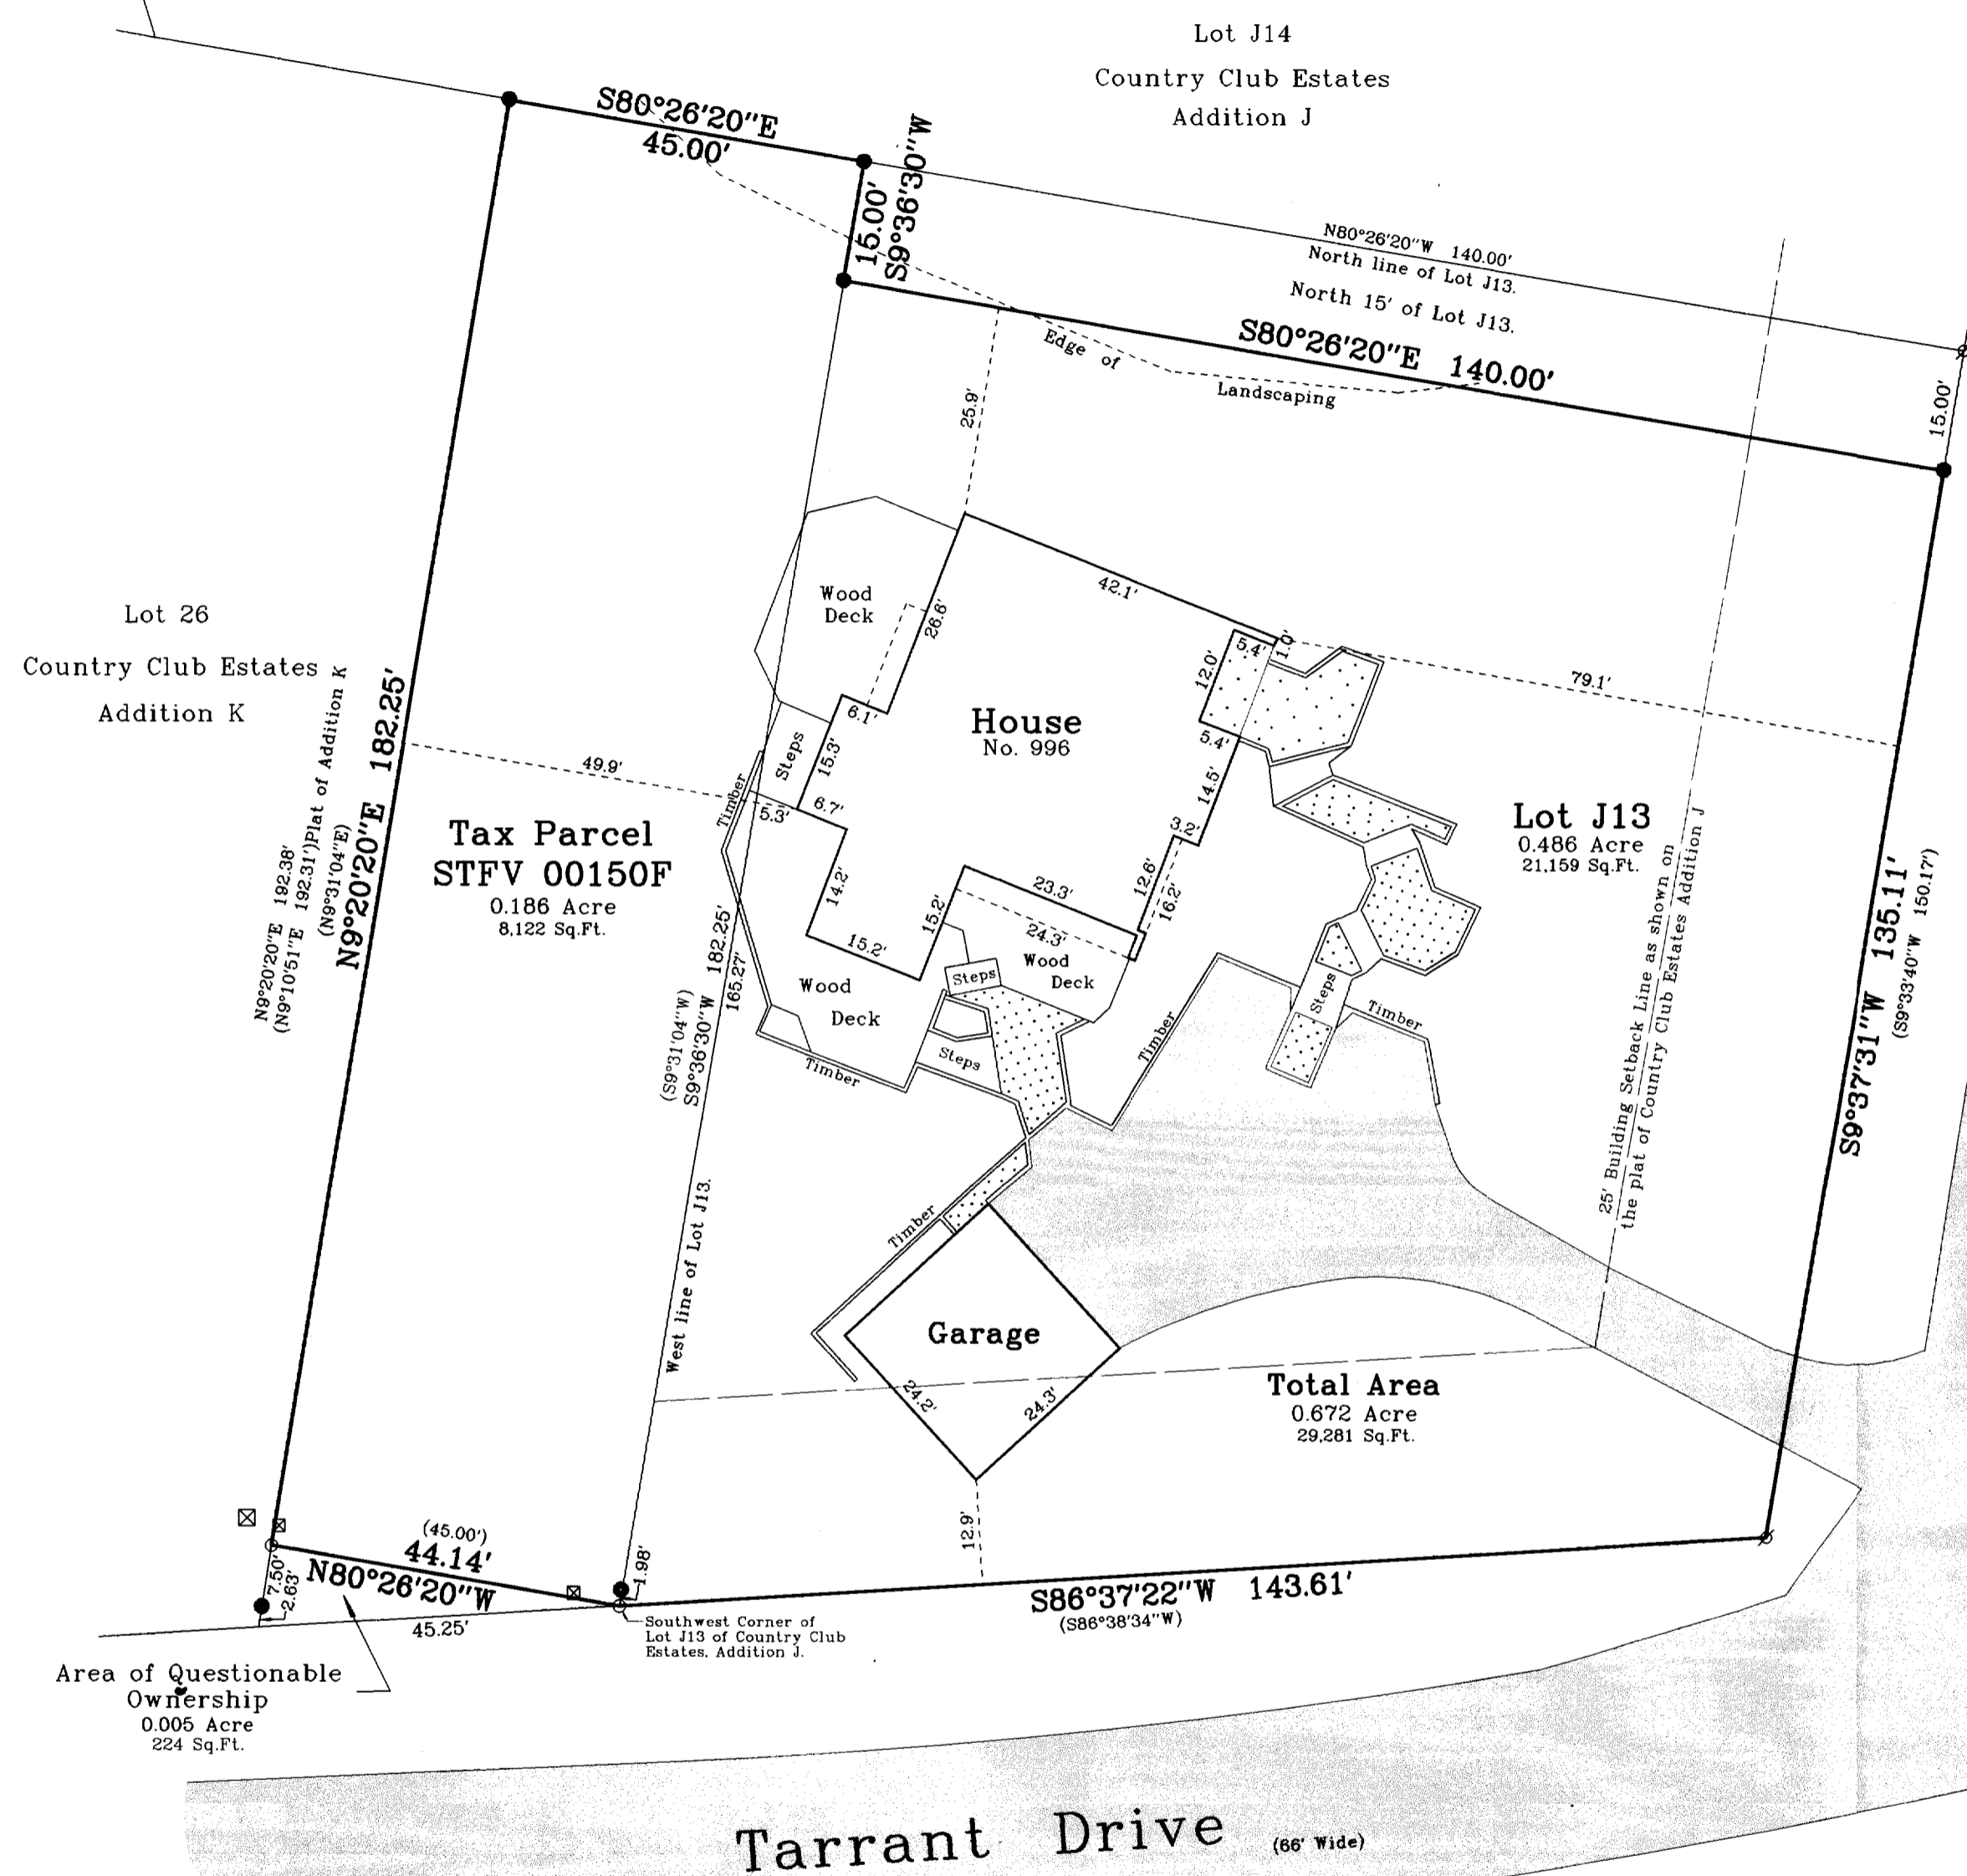 Lot J14
Country Club Estates
Addition J
S80°26'20"E
45.00'
15.00'
S9°36'30"W
N80°26'20"W 140.00'
North line of Lot J13.
North 15' of Lot J13.
S80°26'20"E 140.00'
15.00'
Edge of
Landscaping
25.9'
42.1'
Wood
Deck
26.6'
Lot 26
Country Club Estates
Addition K
N9°20'20"E 192.38'
(N9°10'51"E 192.31')Plat of Addition K
(N9°31'04"E)
N9°20'20"E 182.25'
49.9'
House
No. 996
6.1'
15.3'
Steps
Timber
5.3'
6.7'
14.2'
15.2'
15.2'
23.3'
24.3'
5.4'
1.0'
12.0'
5.4'
14.5'
3.2'
12.6'
16.2'
79.1'
Tax Parcel
STFV 00150F
0.186 Acre
8,122 Sq.Ft.
Lot J13
0.486 Acre
21,159 Sq.Ft.
Wood
Deck
Wood
Deck
Steps
Steps
Steps
Timber
Timber
Timber
Timber
(S9°31'04"W)
S9°36'30"W 182.25'
165.27'
West line of Lot J13.
25' Building Setback Line as shown on
the plat of Country Club Estates Addition J
S9°37'31"W 135.11'
(S9°33'40"W 150.17')
Garage
24.2'
24.3'
12.9'
Total Area
0.672 Acre
29,281 Sq.Ft.
(45.00')
44.14'
N80°26'20"W
7.50'
2.63'
45.25'
1.98'
S86°37'22"W 143.61'
(S86°38'34"W)
Southwest Corner of
Lot J13 of Country Club
Estates, Addition J.
Area of Questionable
Ownership
0.005 Acre
224 Sq.Ft.
Tarrant Drive (66' Wide)